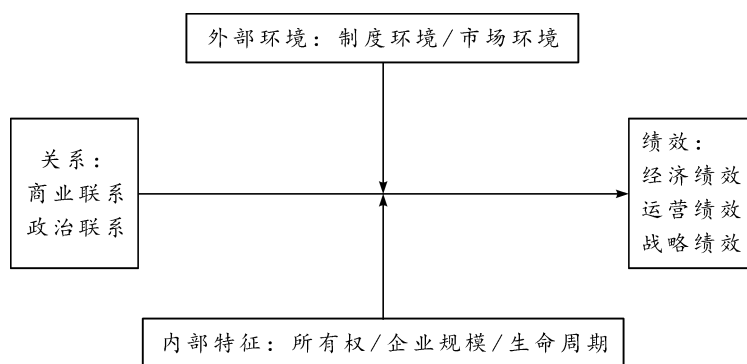 外部环境：制度环境/市场环境
关系：
商业联系
政治联系
绩效：
经济绩效
运营绩效
战略绩效
内部特征：所有权/企业规模/生命周期